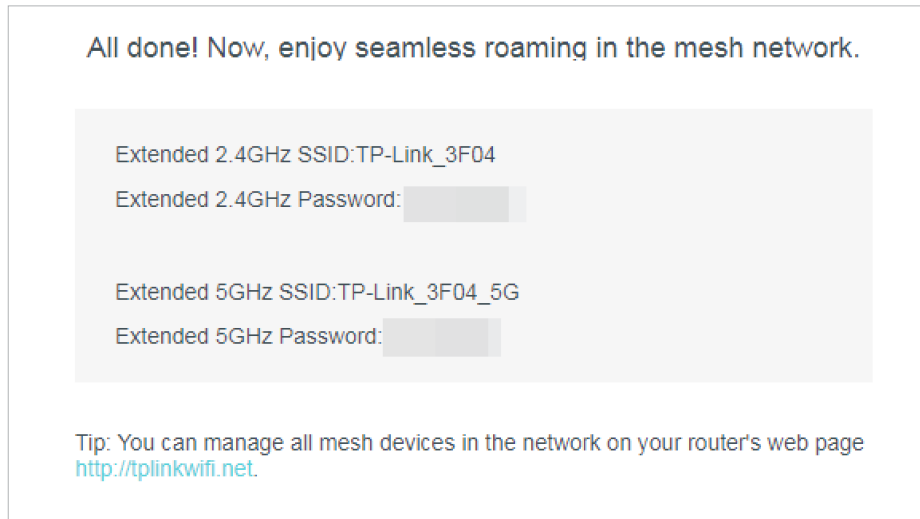 All done! Now, enjoy seamless roaming in the mesh network.
Extended 2.4GHz SSID:TP-Link_3F04
Extended 2.4GHz Password:
Extended 5GHz SSID:TP-Link_3F04_5G
Extended 5GHz Password:
Tip: You can manage all mesh devices in the network on your router's web page
http://tplinkwifi.net.